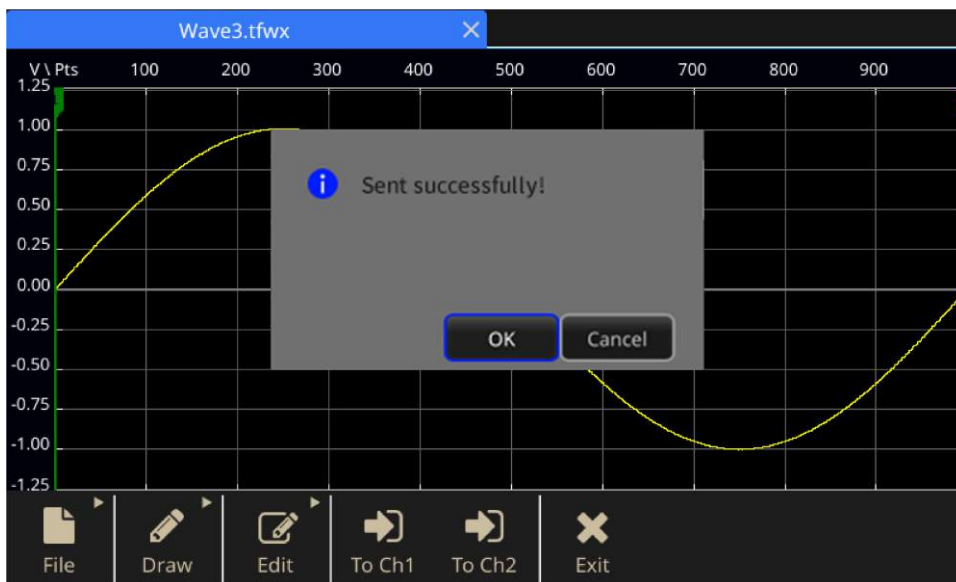 Wave3.tfwx
V \ Pts 100 200 300 400 500 600 700 800 900
1.25
1.00
0.75
Sent successfully!
0.50
0.25
0.00
-0.25
OK Cancel
-0.50
-0.75
-1.00
-1.25
File Draw Edit To Ch1 To Ch2 Exit